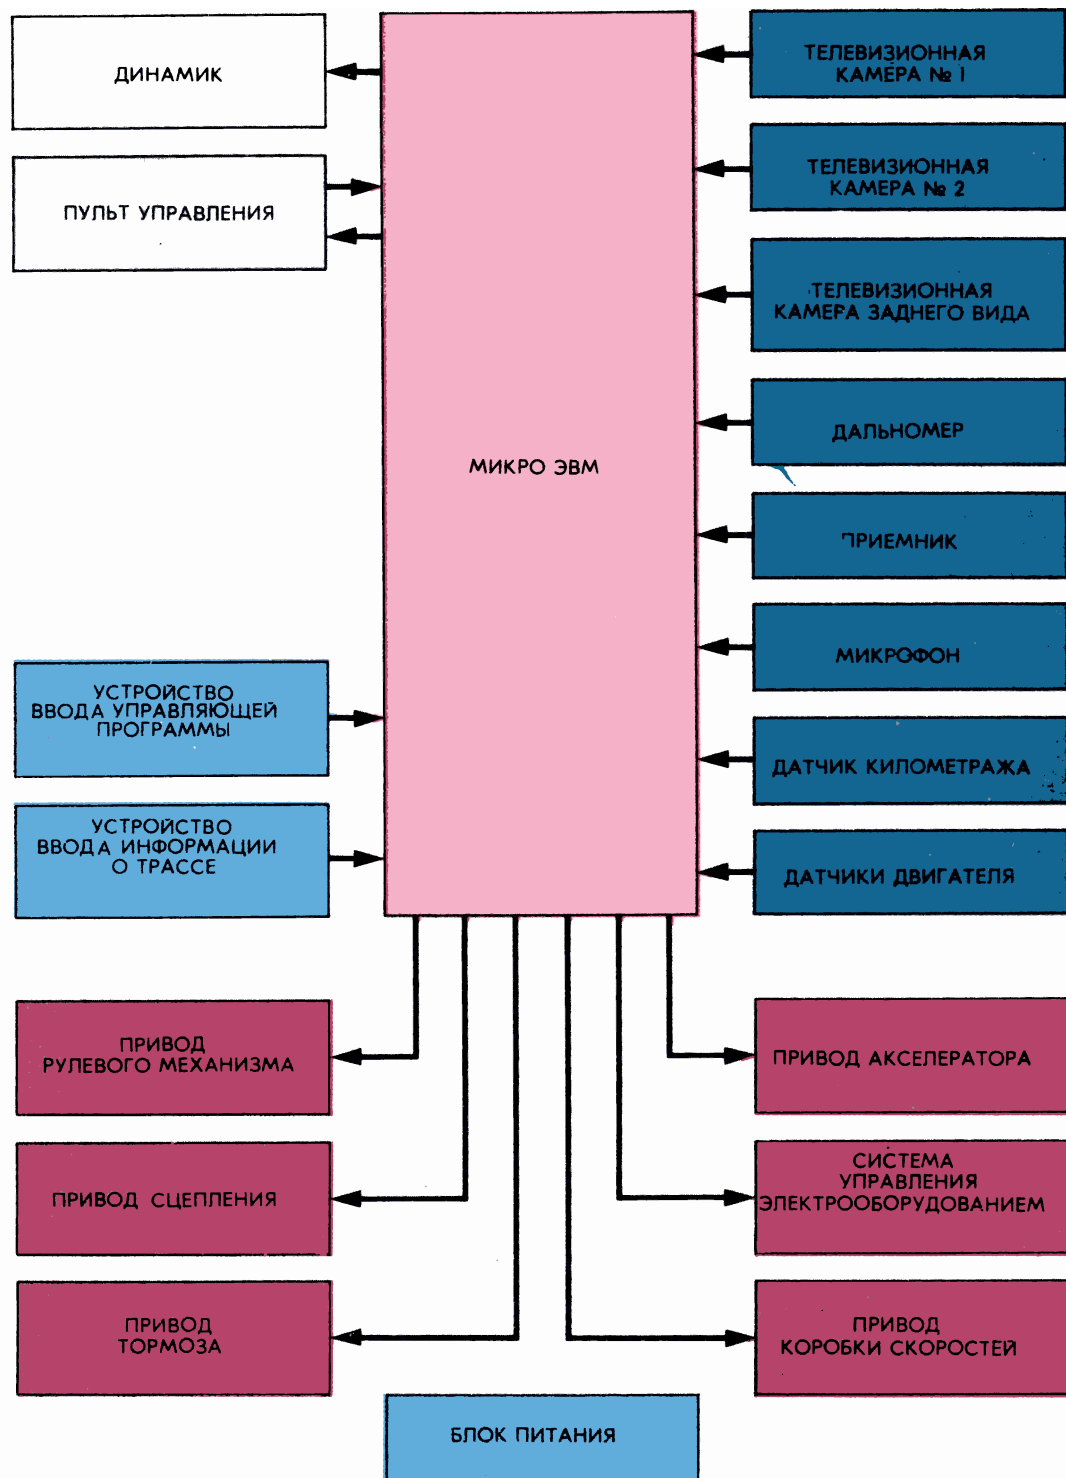 ДИНАМИК
ПУЛЬТ УПРАВЛЕНИЯ
МИКРО ЭВМ
ТЕЛЕВИЗИОННАЯ
КАМЕРА № 1
ТЕЛЕВИЗИОННАЯ
КАМЕРА № 2
ТЕЛЕВИЗИОННАЯ
КАМЕРА ЗАДНЕГО ВИДА
ДАЛЬНОМЕР
ПРИЕМНИК
МИКРОФОН
ДАТЧИК КИЛОМЕТРАЖА
ДАТЧИКИ ДВИГАТЕЛЯ
УСТРОЙСТВО
ВВОДА УПРАВЛЯЮЩЕЙ
ПРОГРАММЫ
УСТРОЙСТВО
ВВОДА ИНФОРМАЦИИ
О ТРАССЕ
ПРИВОД
РУЛЕВОГО МЕХАНИЗМА
ПРИВОД СЦЕПЛЕНИЯ
ПРИВОД
ТОРМОЗА
ПРИВОД АКСЕЛЕРАТОРА
СИСТЕМА
УПРАВЛЕНИЯ
ЭЛЕКТРООБОРУДОВАНИЕМ
ПРИВОД
КОРОБКИ СКОРОСТЕЙ
БЛОК ПИТАНИЯ